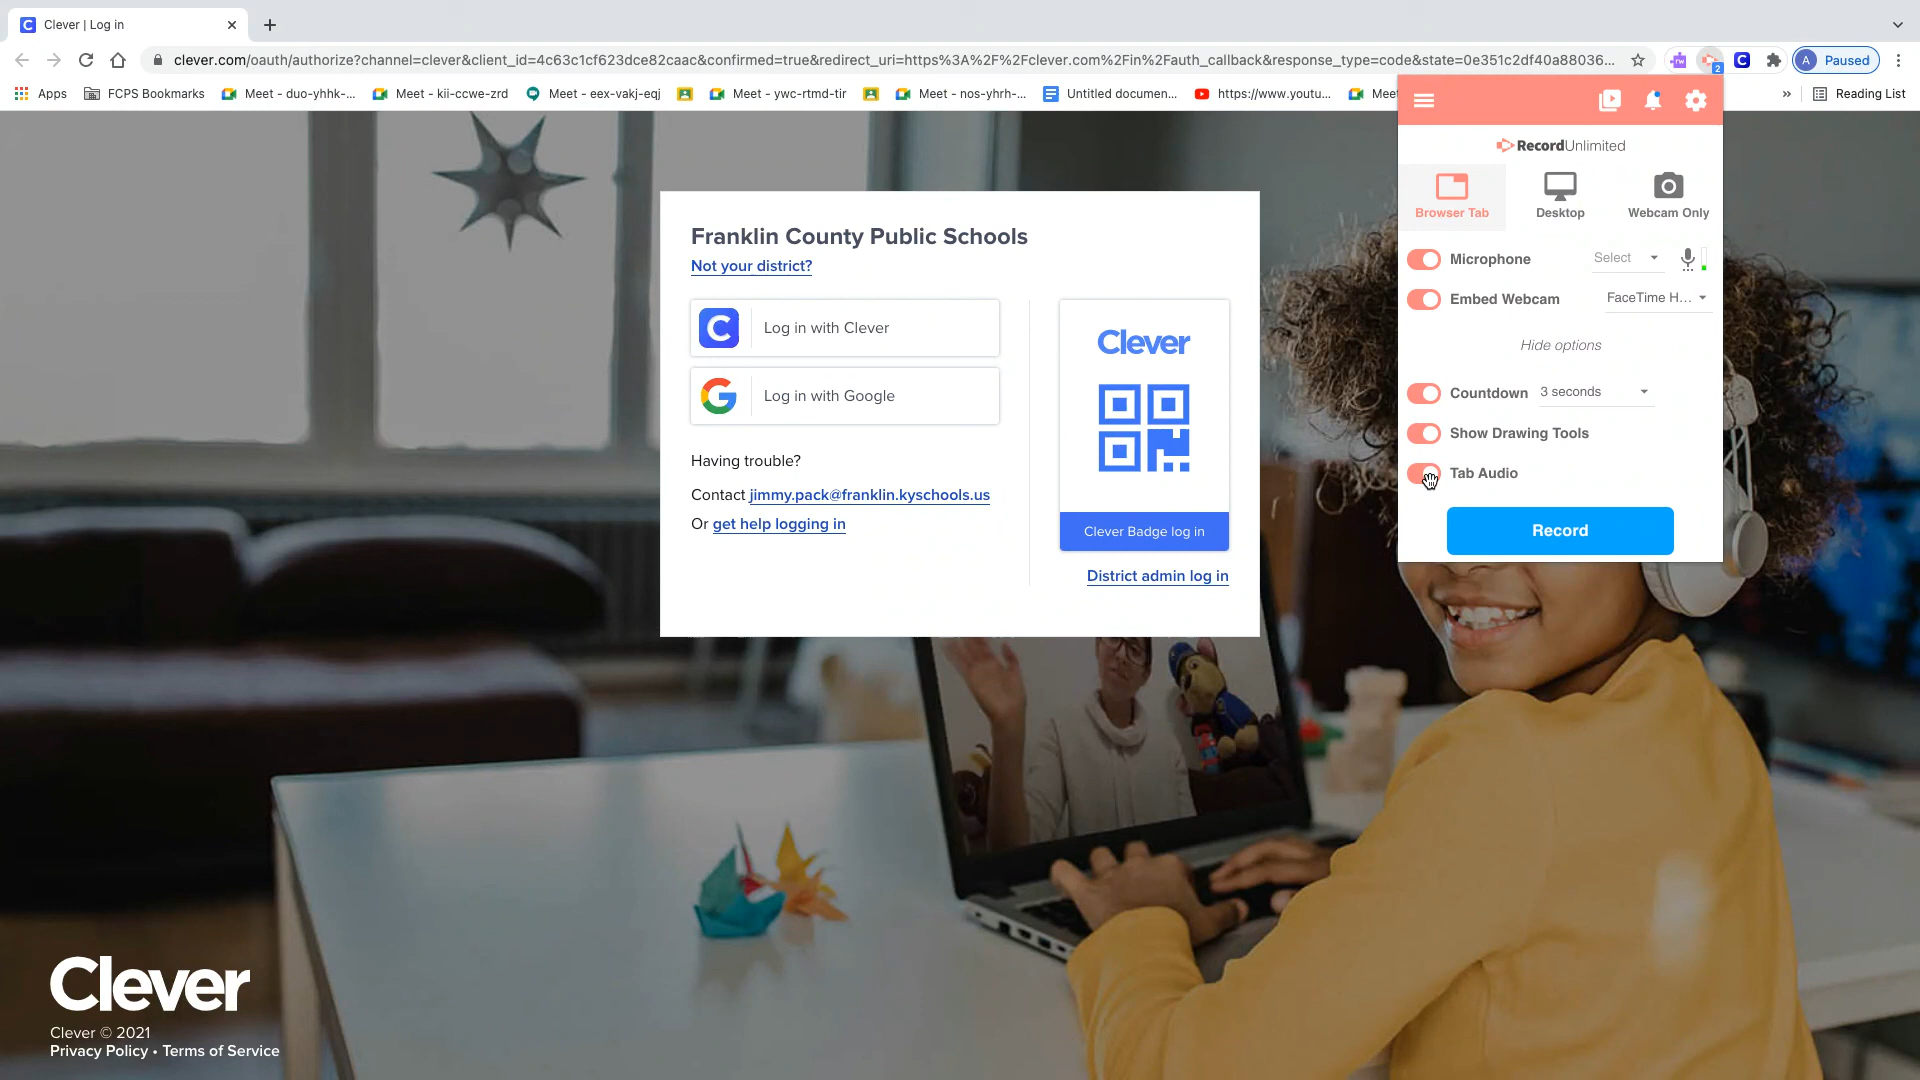 Clever | Log in
clever.com/oauth/authorize?channel=clever&client_id=4c63c1cf623dce82caac&confirmed=true&redirect_uri=https%3A%2F%2Fclever.com%2Fin%2Fauth_callback&response_type=code&state=0e351c2df40a88036...
2
A Paused
Apps FCPS Bookmarks Meet - duo-yhhk-... Meet - kii-ccwe-zrd Meet - eex-vakj-eqj Meet - ywc-rtmd-tir Meet - nos-yhrh-... Untitled documen... https://www.youtu... Meet » Reading List
RecordUnlimited
Browser Tab Desktop Webcam Only
Microphone Select
Embed Webcam FaceTime H...
Hide options
Countdown 3 seconds
Show Drawing Tools
Tab Audio
Record
Franklin County Public Schools
Not your district?
Log in with Clever
Log in with Google
Having trouble?
Contact jimmy.pack@franklin.kyschools.us
Or get help logging in
Clever
Clever Badge log in
District admin log in
Clever
Clever © 2021
Privacy Policy • Terms of Service